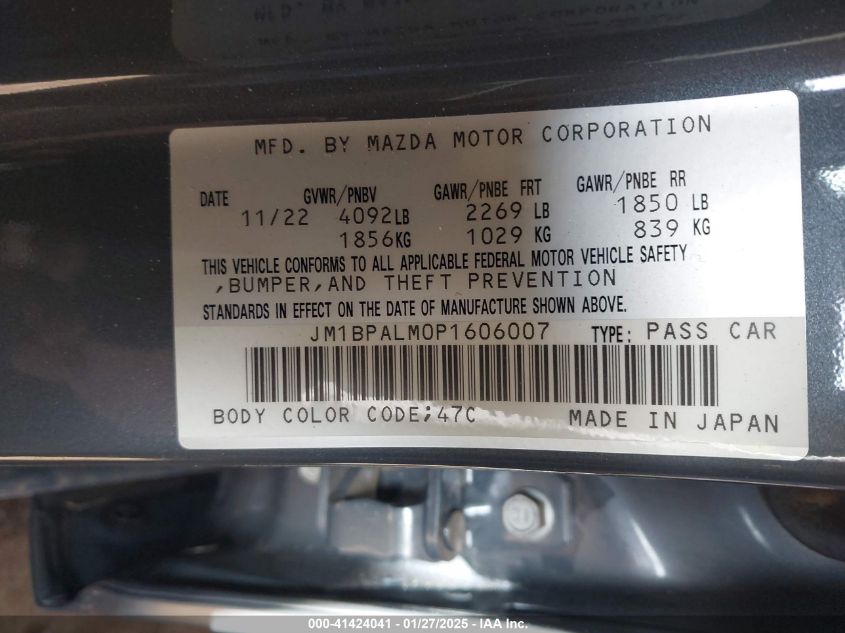 MFD. BY MAZDA MOTOR CORPORATION
DATE GVWR/PNBV GAWR/PNBE FRT GAWR/PNBE RR
11/22 4092LB 2269 LB 1850 LB
1856KG 1029 KG 839 KG
THIS VEHICLE CONFORMS TO ALL APPLICABLE FEDERAL MOTOR VEHICLE SAFETY
,BUMPER,AND THEFT PREVENTION
STANDARDS IN EFFECT ON THE DATE OF MANUFACTURE SHOWN ABOVE.
JM1BPALM0P1606007 TYPE: PASS CAR
BODY COLOR CODE;47C MADE IN JAPAN
000-41424041 - 01/27/2025 - IAA Inc.